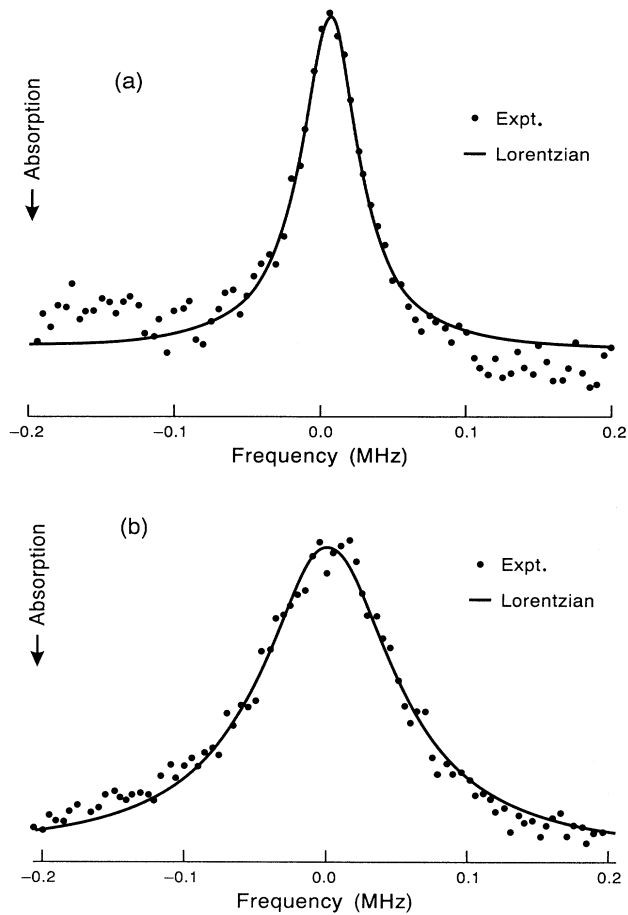 (a)
Absorption
Expt.
Lorentzian
−0.2 −0.1 0.0 0.1 0.2
Frequency (MHz)
(b)
Absorption
Expt.
Lorentzian
−0.2 −0.1 0.0 0.1 0.2
Frequency (MHz)